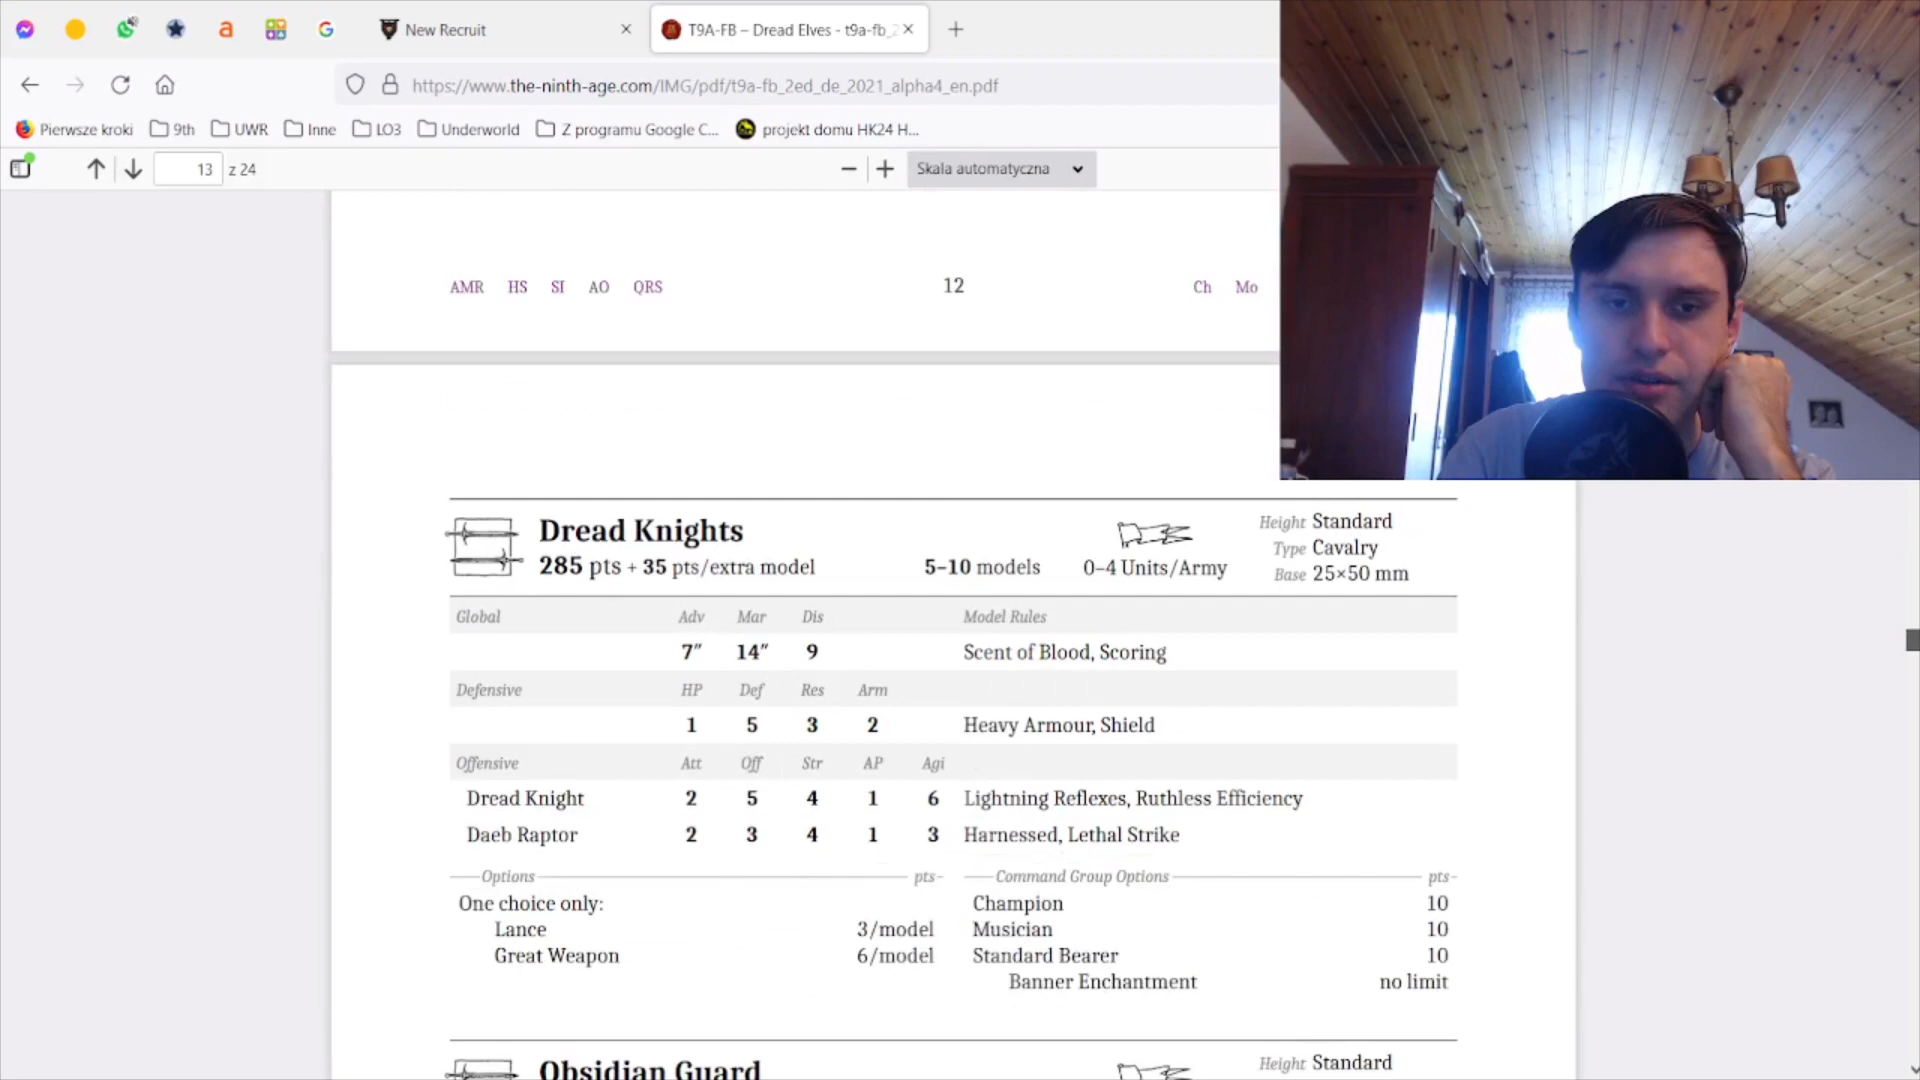 New Recruit
T9A-FB – Dread Elves - t9a-fb_2
https://www.the-ninth-age.com/IMG/pdf/t9a-fb_2ed_de_2021_alpha4_en.pdf
Pierwsze kroki 9th UWR Inne LO3 Underworld Z programu Google C... projekt domu HK24 H...
13 z 24 Skala automatyczna
AMR HS SI AO QRS 12 Ch Mo
Dread Knights Height Standard
285 pts + 35 pts/extra model 5–10 models 0–4 Units/Army Type Cavalry
Base 25×50 mm
Global Adv Mar Dis Model Rules
7″ 14″ 9 Scent of Blood, Scoring
Defensive HP Def Res Arm
1 5 3 2 Heavy Armour, Shield
Offensive Att Off Str AP Agi
Dread Knight 2 5 4 1 6 Lightning Reflexes, Ruthless Efficiency
Daeb Raptor 2 3 4 1 3 Harnessed, Lethal Strike
Options pts Command Group Options pts
One choice only: Champion 10
Lance 3/model Musician 10
Great Weapon 6/model Standard Bearer 10
Banner Enchantment no limit
Obsidian Guard Height Standard